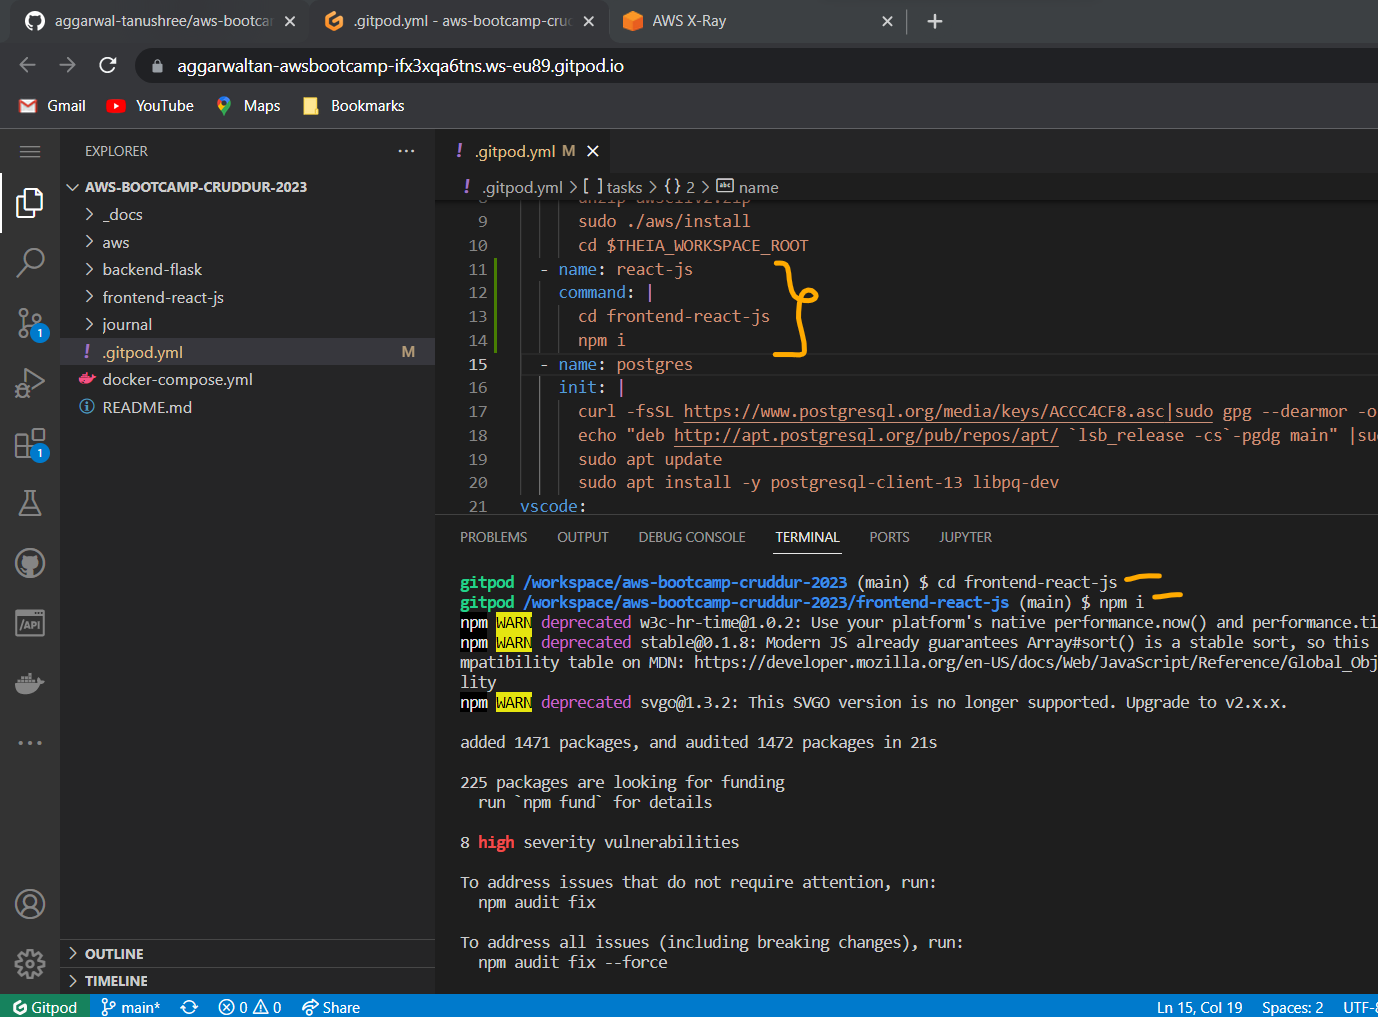 aggarwal-tanushree/aws-bootcar
.gitpod.yml - aws-bootcamp-cruc
AWS X-Ray
aggarwaltan-awsbootcamp-ifx3xqa6tns.ws-eu89.gitpod.io
Gmail YouTube Maps Bookmarks
EXPLORER
AWS-BOOTCAMP-CRUDDUR-2023
_docs
aws
backend-flask
frontend-react-js
journal
.gitpod.yml M
docker-compose.yml
README.md
OUTLINE
TIMELINE
1
1
/API
! .gitpod.yml M
! .gitpod.yml > [ ] tasks > {} 2 > abc name
8 unzip awscliv2.zip
9 sudo ./aws/install
10 cd $THEIA_WORKSPACE_ROOT
11 - name: react-js
12 command: |
13 cd frontend-react-js
14 npm i
15 - name: postgres
16 init: |
17 curl -fsSL https://www.postgresql.org/media/keys/ACCC4CF8.asc|sudo gpg --dearmor -o
18 echo "deb http://apt.postgresql.org/pub/repos/apt/ `lsb_release -cs`-pgdg main" |su
19 sudo apt update
20 sudo apt install -y postgresql-client-13 libpq-dev
21 vscode:
PROBLEMS OUTPUT DEBUG CONSOLE TERMINAL PORTS JUPYTER
gitpod /workspace/aws-bootcamp-cruddur-2023 (main) $ cd frontend-react-js
gitpod /workspace/aws-bootcamp-cruddur-2023/frontend-react-js (main) $ npm i
npm WARN deprecated w3c-hr-time@1.0.2: Use your platform's native performance.now() and performance.ti
npm WARN deprecated stable@0.1.8: Modern JS already guarantees Array#sort() is a stable sort, so this
mpatibility table on MDN: https://developer.mozilla.org/en-US/docs/Web/JavaScript/Reference/Global_Obj
lity
npm WARN deprecated svgo@1.3.2: This SVGO version is no longer supported. Upgrade to v2.x.x.
added 1471 packages, and audited 1472 packages in 21s
225 packages are looking for funding
run `npm fund` for details
8 high severity vulnerabilities
To address issues that do not require attention, run:
npm audit fix
To address all issues (including breaking changes), run:
npm audit fix --force
Gitpod main* 0 0 Share Ln 15, Col 19 Spaces: 2 UTF-8